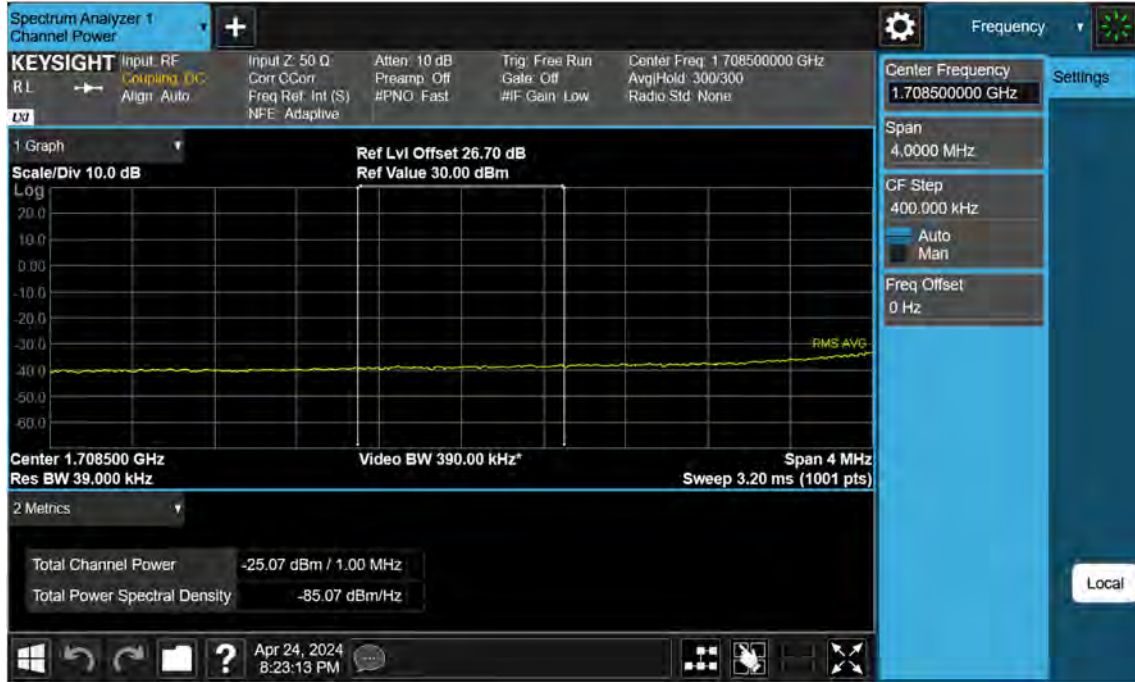 Spectrum Analyzer 1
Channel Power
+
Frequency
KEYSIGHT
RL
LXI
Input: RF
Coupling: DC
Align: Auto
Input Z: 50 Ω
Corr CCorr
Freq Ref: Int (S)
NFE: Adaptive
Atten: 10 dB
Preamp: Off
#PNO: Fast
Trig: Free Run
Gate: Off
#IF Gain: Low
Center Freq: 1.708500000 GHz
Avg|Hold: 300/300
Radio Std: None
Center Frequency
1.708500000 GHz
Settings
Span
4.0000 MHz
CF Step
400.000 kHz
Auto
Man
Freq Offset
0 Hz
1 Graph
Scale/Div 10.0 dB
Ref Lvl Offset 26.70 dB
Ref Value 30.00 dBm
Log
20.0
10.0
0.00
-10.0
-20.0
-30.0
-40.0
-50.0
-60.0
RMS AVG
Center 1.708500 GHz
Res BW 39.000 kHz
Video BW 390.00 kHz*
Span 4 MHz
Sweep 3.20 ms (1001 pts)
2 Metrics
Total Channel Power
-25.07 dBm / 1.00 MHz
Total Power Spectral Density
-85.07 dBm/Hz
Local
?
Apr 24, 2024
8:23:13 PM